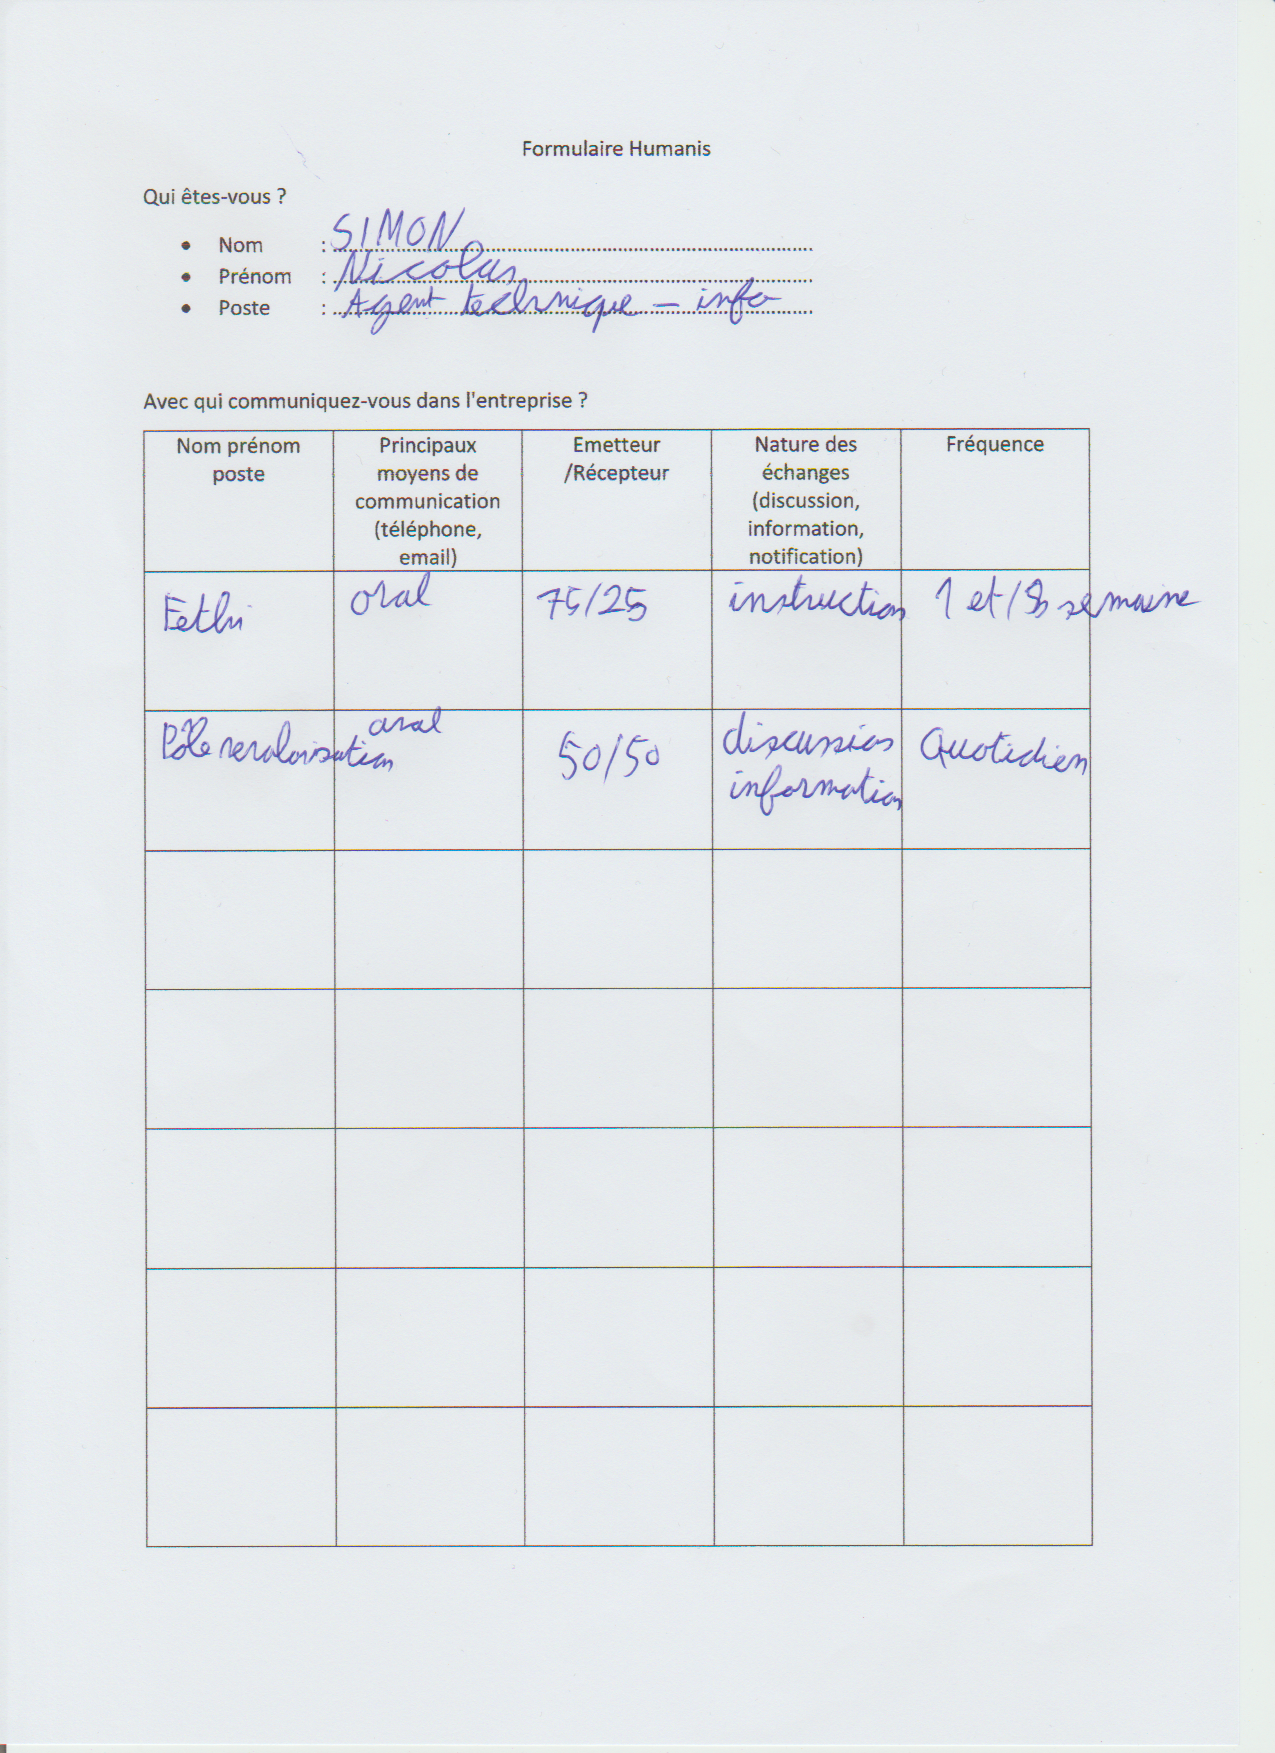 Formulaire Humanis
Qui êtes-vous ?
• Nom : SIMON
• Prénom : Nicolas
• Poste : Agent technique - info
Avec qui communiquez-vous dans l'entreprise ?
Nom prénom
poste
Principaux
moyens de
communication
(téléphone,
email)
Emetteur
/Récepteur
Nature des
échanges
(discussion,
information,
notification)
Fréquence
Fethi
oral
75/25
instruction
1 et / semaine
Pôle revalorisation
oral
50/50
discussion
information
Quotidien